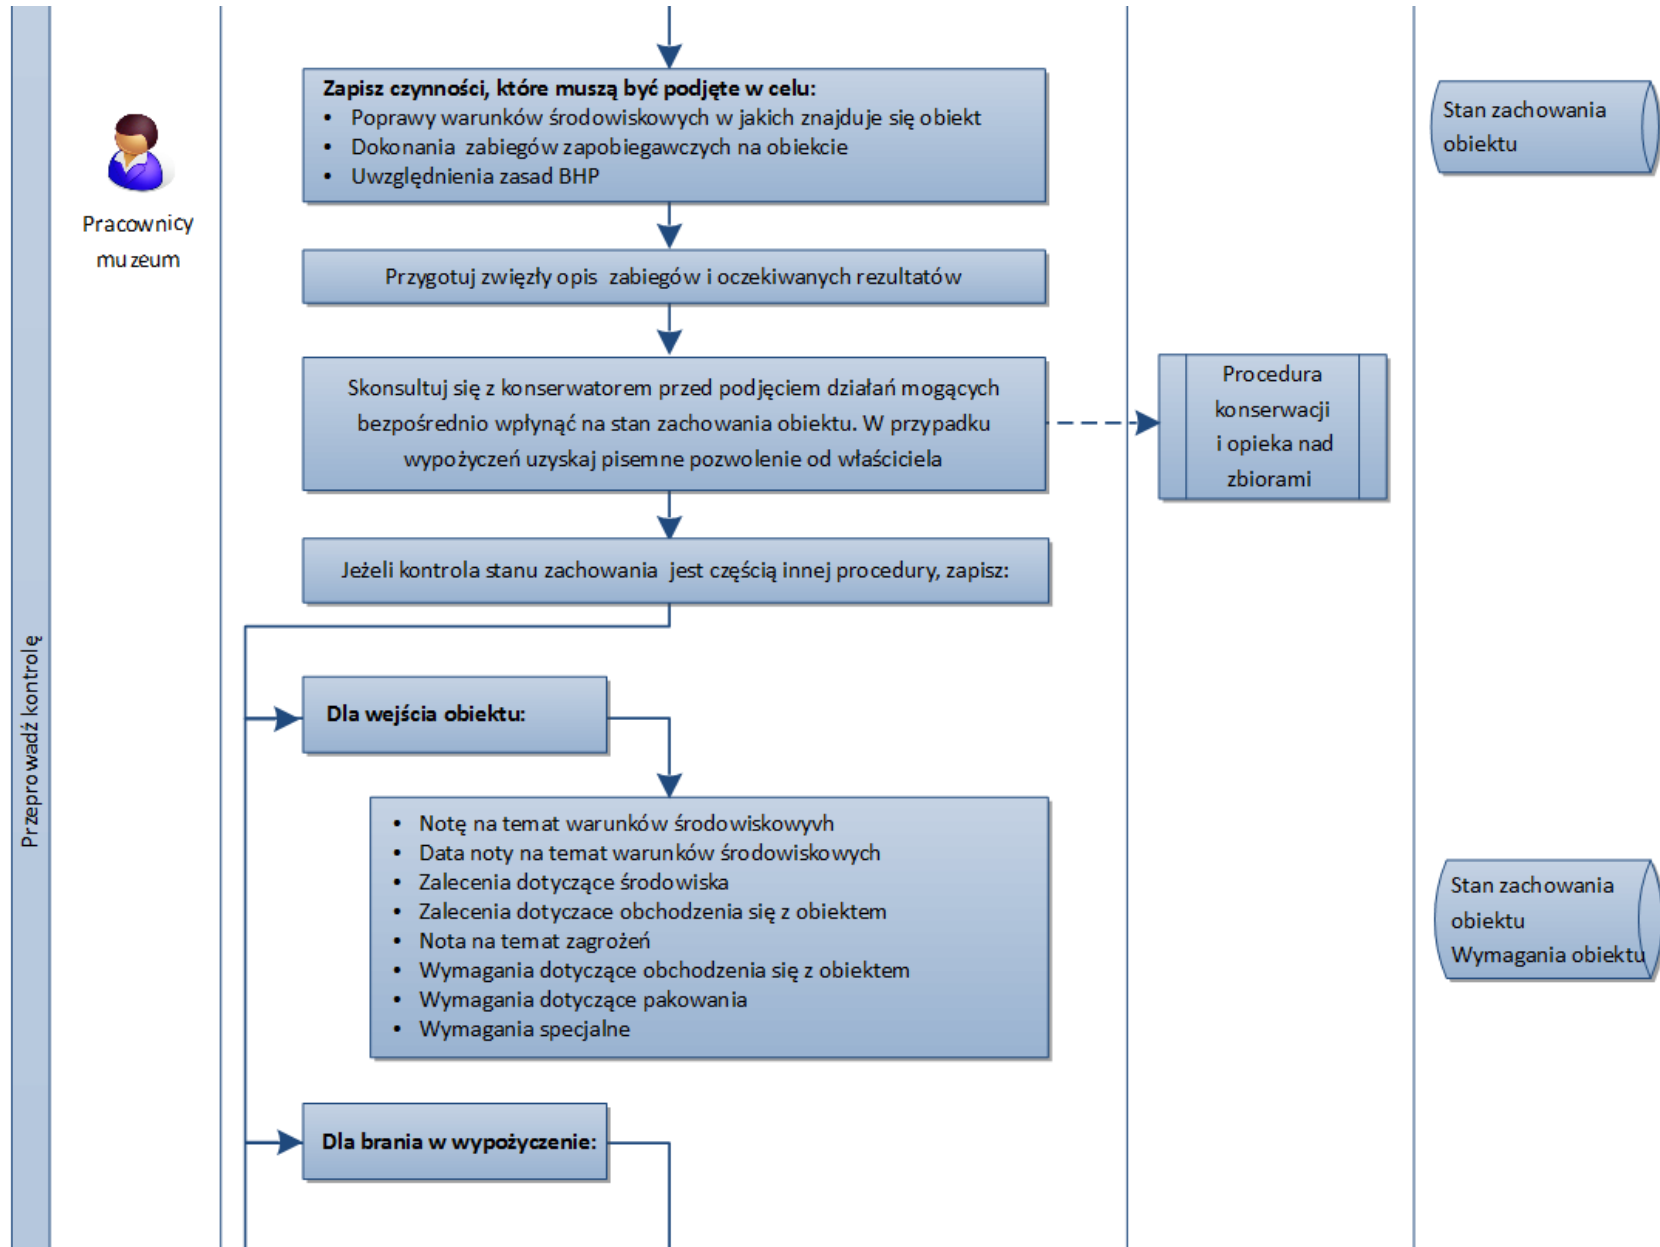 Przeprowadź kontrolę
Pracownicy
muzeum
Zapisz czynności, które muszą być podjęte w celu:
• Poprawy warunków środowiskowych w jakich znajduje się obiekt
• Dokonania zabiegów zapobiegawczych na obiekcie
• Uwzględnienia zasad BHP
Stan zachowania
obiektu
Przygotuj zwięzły opis zabiegów i oczekiwanych rezultatów
Skonsultuj się z konserwatorem przed podjęciem działań mogących
bezpośrednio wpłynąć na stan zachowania obiektu. W przypadku
wypożyczeń uzyskaj pisemne pozwolenie od właściciela
Procedura
konserwacji
i opieka nad
zbiorami
Jeżeli kontrola stanu zachowania jest częścią innej procedury, zapisz:
Dla wejścia obiektu:
• Notę na temat warunków środowiskowyvh
• Data noty na temat warunków środowiskowych
• Zalecenia dotyczące środowiska
• Zalecenia dotyczace obchodzenia się z obiektem
• Nota na temat zagrożeń
• Wymagania dotyczące obchodzenia się z obiektem
• Wymagania dotyczące pakowania
• Wymagania specjalne
Stan zachowania
obiektu
Wymagania obiektu
Dla brania w wypożyczenie: